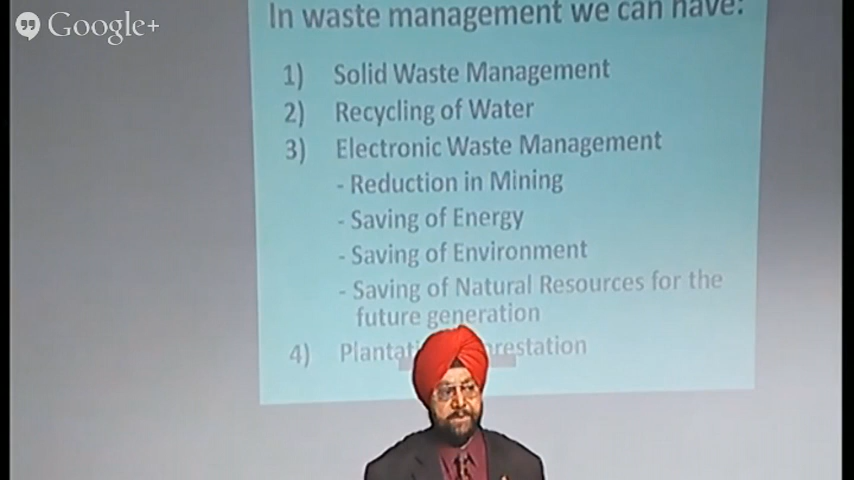 Google+
In waste management we can have:
1) Solid Waste Management
2) Recycling of Water
3) Electronic Waste Management
- Reduction in Mining
- Saving of Energy
- Saving of Environment
- Saving of Natural Resources for the
future generation
4)